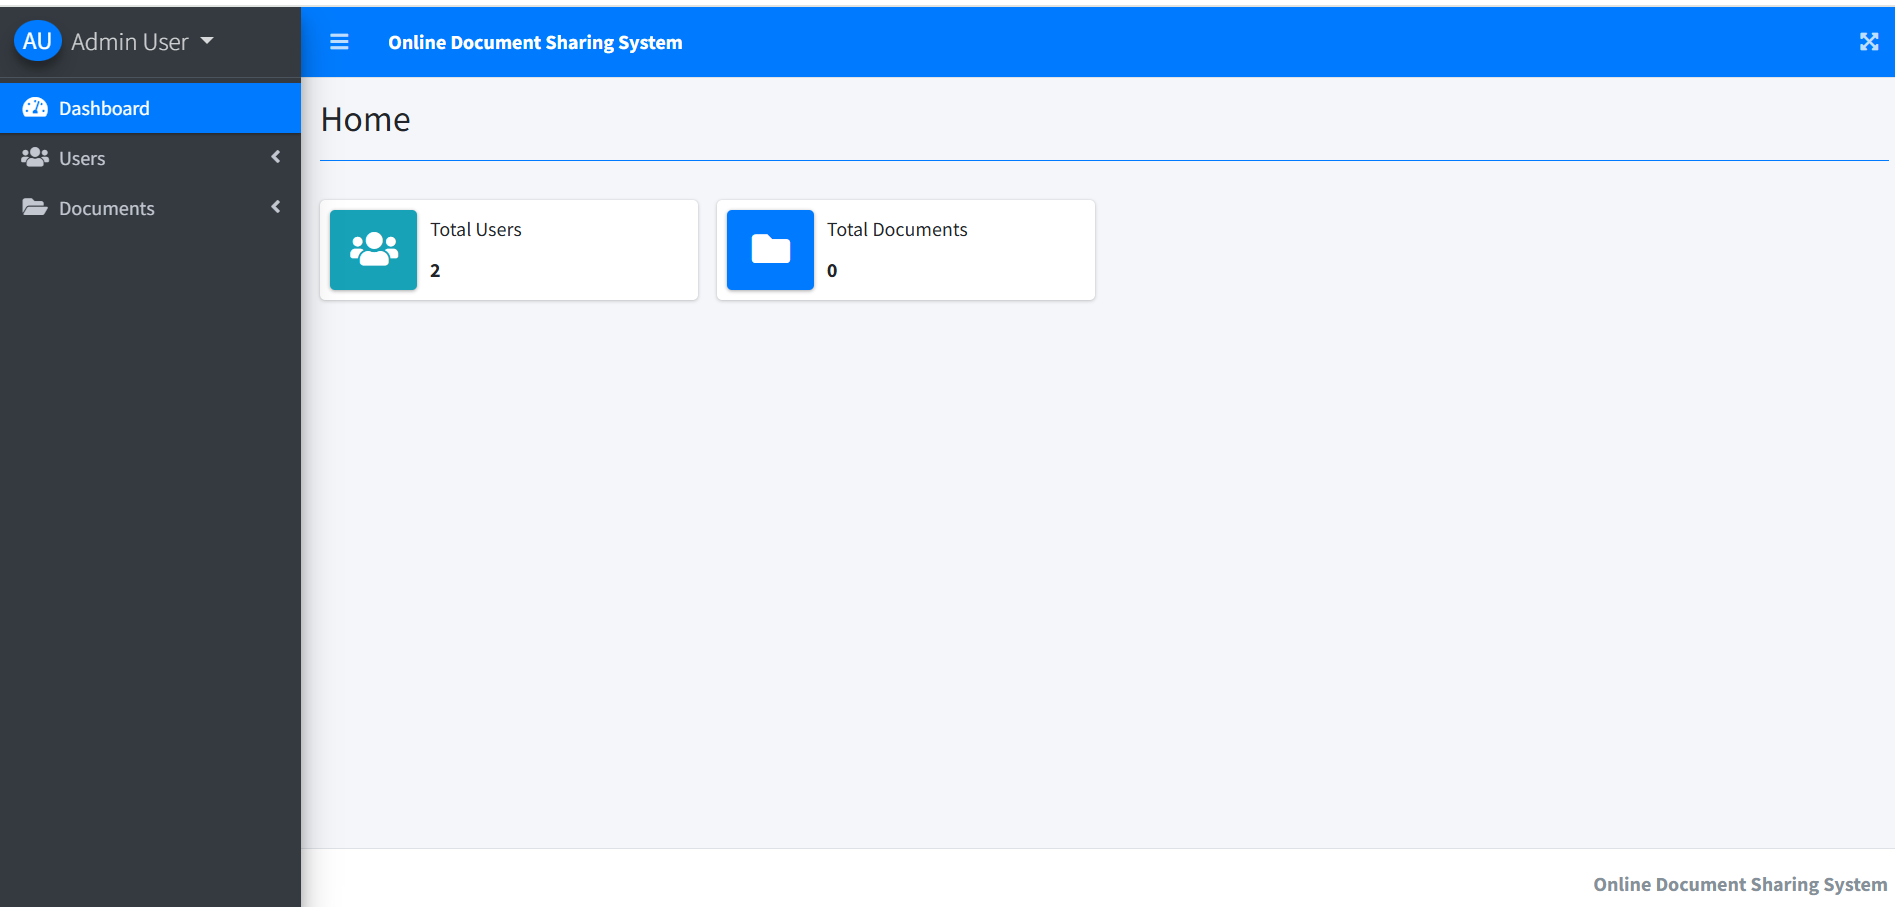 AU Admin User
Online Document Sharing System
Dashboard
Users
Documents
Home
Total Users
2
Total Documents
0
Online Document Sharing System